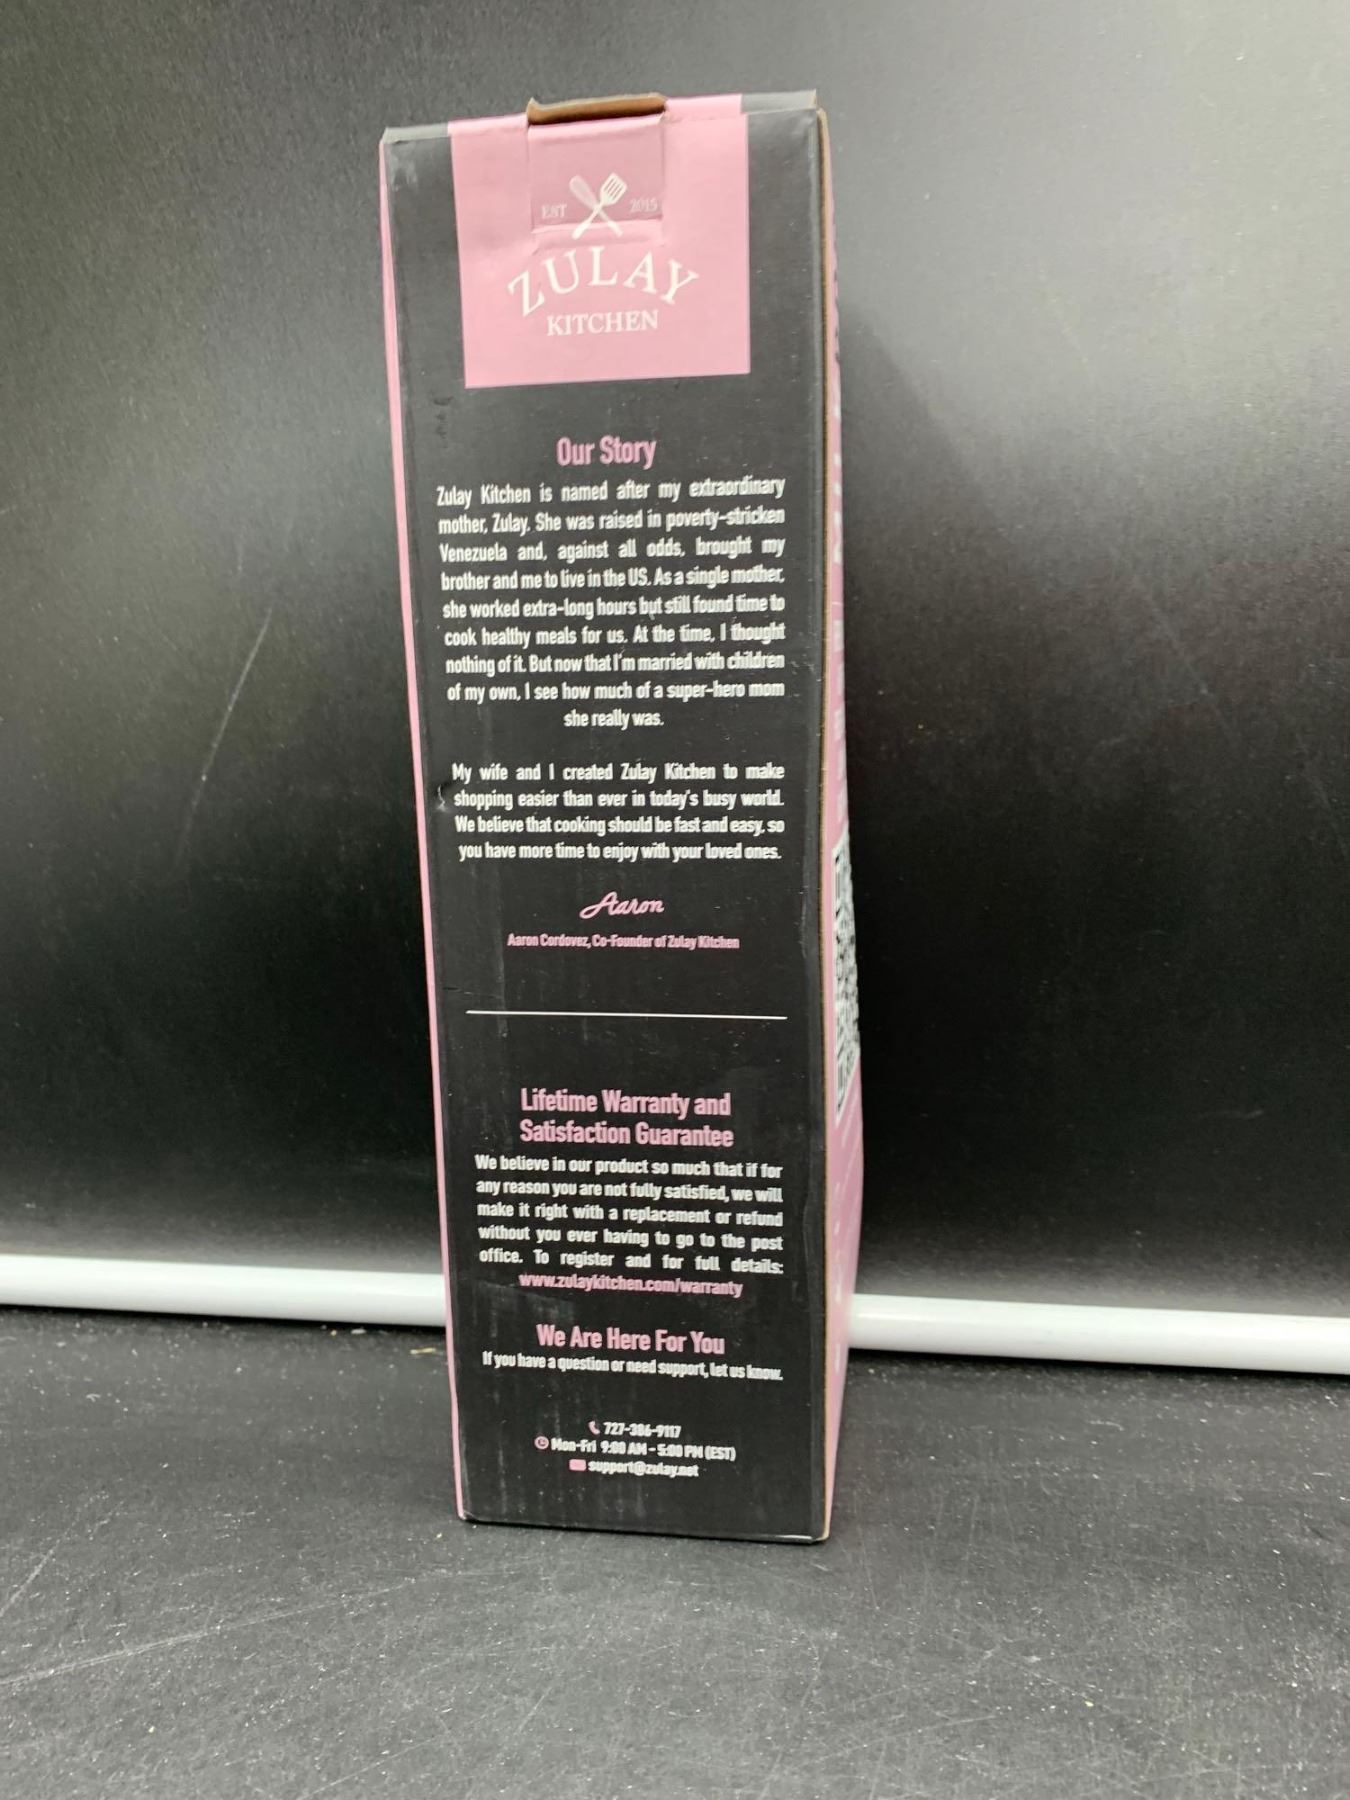 EST 2015
ZULAY
KITCHEN
Our Story
Zulay Kitchen is named after my extraordinary
mother, Zulay. She was raised in poverty-stricken
Venezuela and, against all odds, brought my
brother and me to live in the US. As a single mother,
she worked extra-long hours but still found time to
cook healthy meals for us. At the time, I thought
nothing of it. But now that I'm married with children
of my own, I see how much of a super-hero mom
she really was.
My wife and I created Zulay Kitchen to make
shopping easier than ever in today's busy world.
We believe that cooking should be fast and easy, so
you have more time to enjoy with your loved ones.
Aaron
Aaron Cordovez, Co-Founder of Zulay Kitchen
Lifetime Warranty and
Satisfaction Guarantee
We believe in our product so much that if for
any reason you are not fully satisfied, we will
make it right with a replacement or refund
without you ever having to go to the post
office. To register and for full details:
www.zulaykitchen.com/warranty
We Are Here For You
If you have a question or need support, let us know.
727-386-9117
Mon-Fri 9:00 AM - 5:00 PM (EST)
support@zulay.net